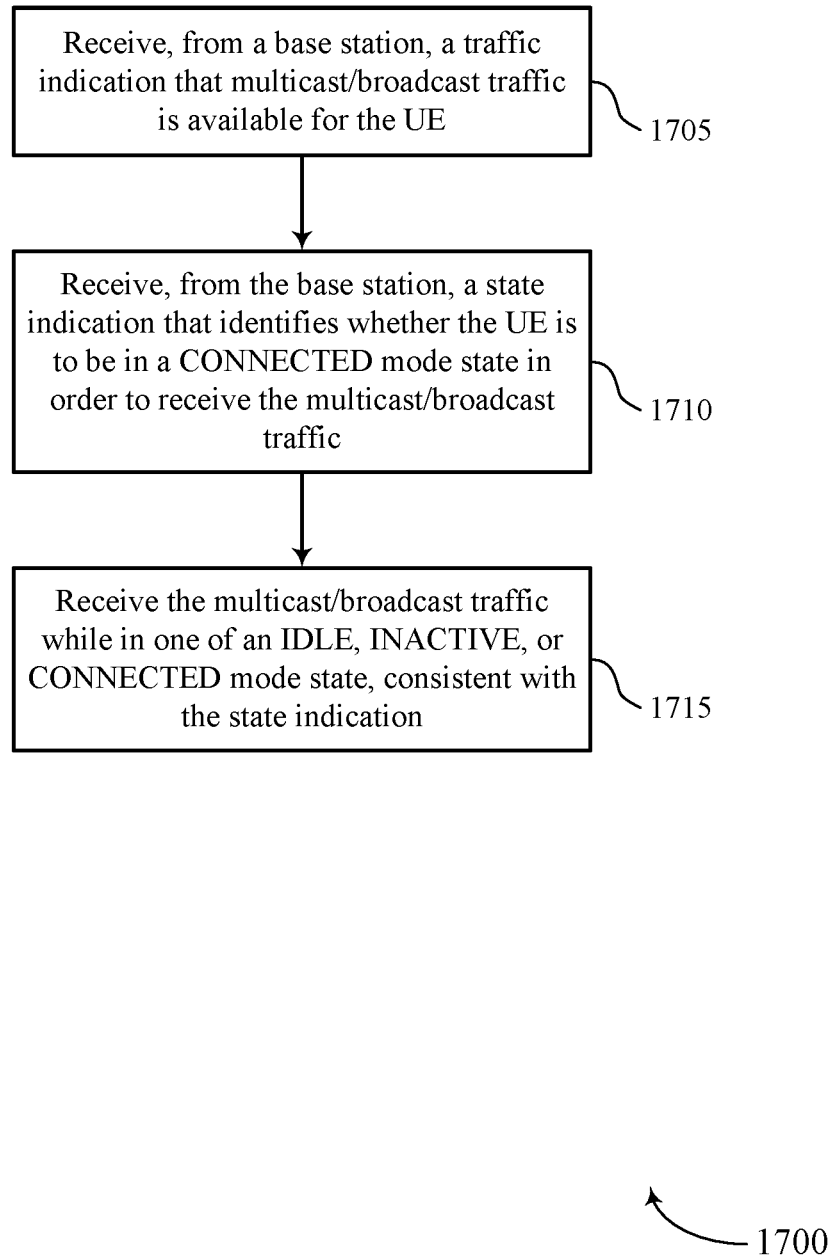 Receive, from a base station, a traffic
indication that multicast/broadcast traffic
is available for the UE
1705
Receive, from the base station, a state
indication that identifies whether the UE is
to be in a CONNECTED mode state in
order to receive the multicast/broadcast
traffic
1710
Receive the multicast/broadcast traffic
while in one of an IDLE, INACTIVE, or
CONNECTED mode state, consistent with
the state indication
1715
1700